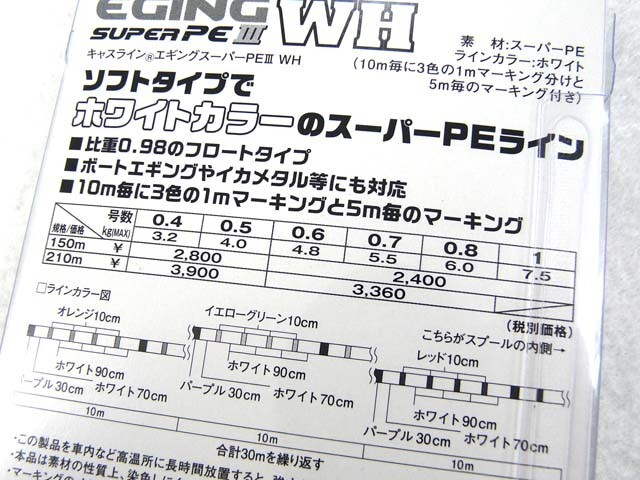 EGING
SUPER PE III WH
キャスライン®エギングスーパーPEⅢ WH
素 材:スーパーPE
ラインカラー:ホワイト
(10m毎に3色の1mマーキング分けと
5m毎のマーキング付き)
ソフトタイプで
ホワイトカラーのスーパーPEライン
■比重0.98のフロートタイプ
■ボートエギングやイカメタル等にも対応
■10m毎に3色の1mマーキングと5m毎のマーキング
号数 0.4 0.5 0.6 0.7 0.8 1
規格/価格 kg(MAX) 3.2 4.0 4.8 5.5 6.0 7.5
150m ¥ 2,800 2,400
210m ¥ 3,900 3,360
(税別価格)
□ラインカラー図
オレンジ10cm イエローグリーン10cm こちらがスプールの内側→
レッド10cm
ホワイト90cm ホワイト90cm ホワイト90cm
パープル30cm ホワイト70cm パープル30cm ホワイト70cm パープル30cm ホワイト70cm
10m 10m 10m
合計30mを繰り返す
・この製品を車内など高温所に長時間放置すると、
・本品は素材の性質上、染色し
・マーキングの